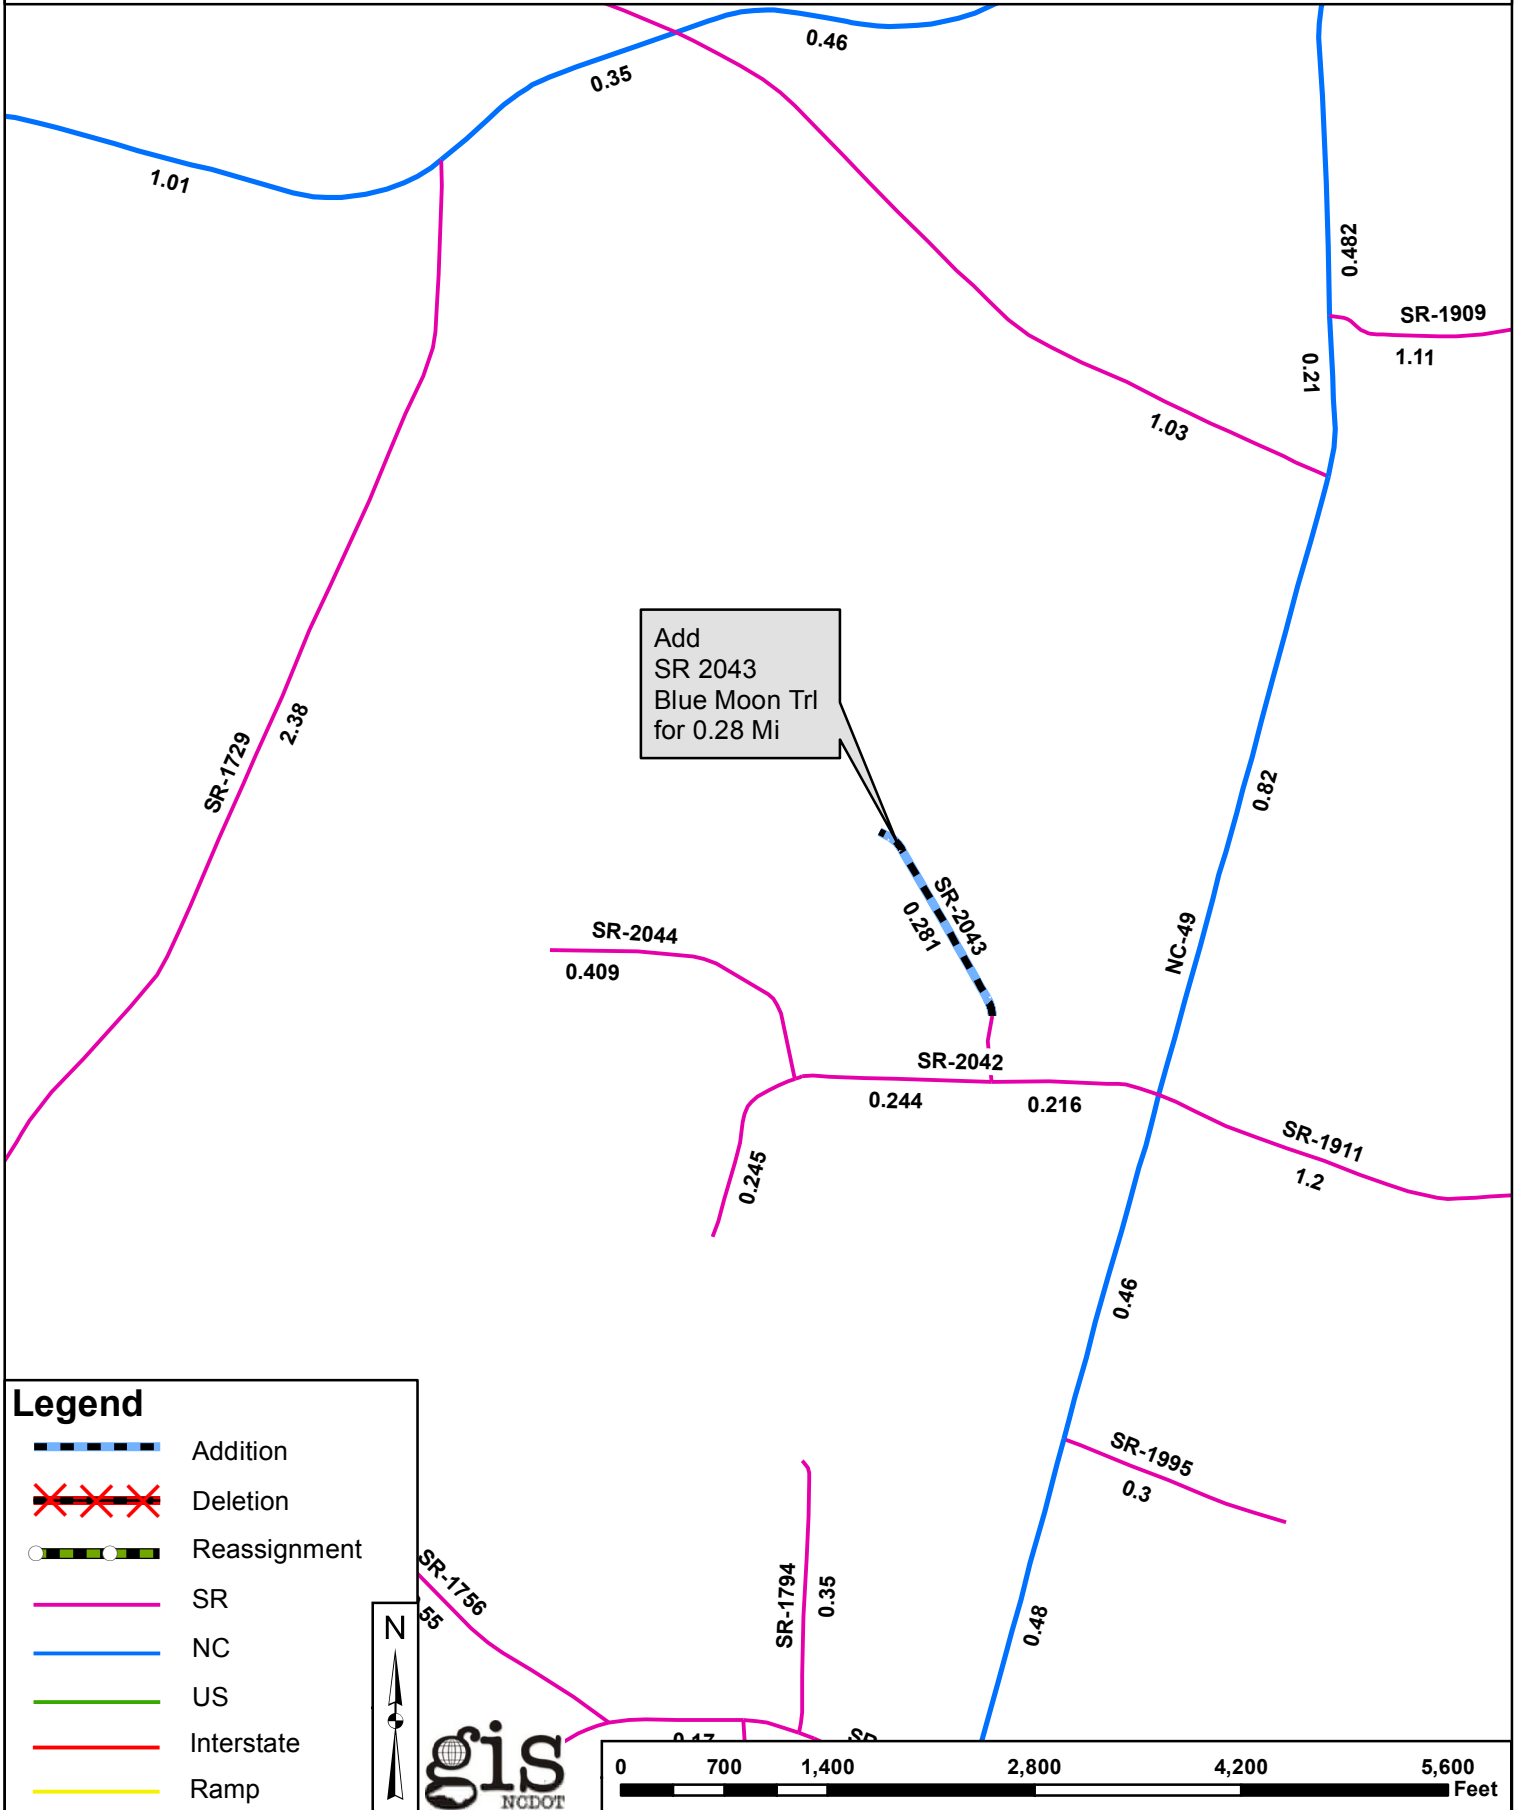 0.46
0.35
1.01
0.482
SR-1909
0.21
1.11
1.03
Add
SR 2043
Blue Moon Trl
for 0.28 Mi
2.38
SR-1729
0.82
SR-2043
0.281
NC-49
SR-2044
0.409
SR-2042
0.244
0.216
SR-1911
1.2
0.245
0.46
Legend
Addition
Deletion
Reassignment
SR
NC
US
Interstate
Ramp
N
SR-1995
0.3
SR-1756
55
SR-1794
0.35
0.48
0.17
gis
NCDOT
0 700 1,400 2,800 4,200 5,600
Feet